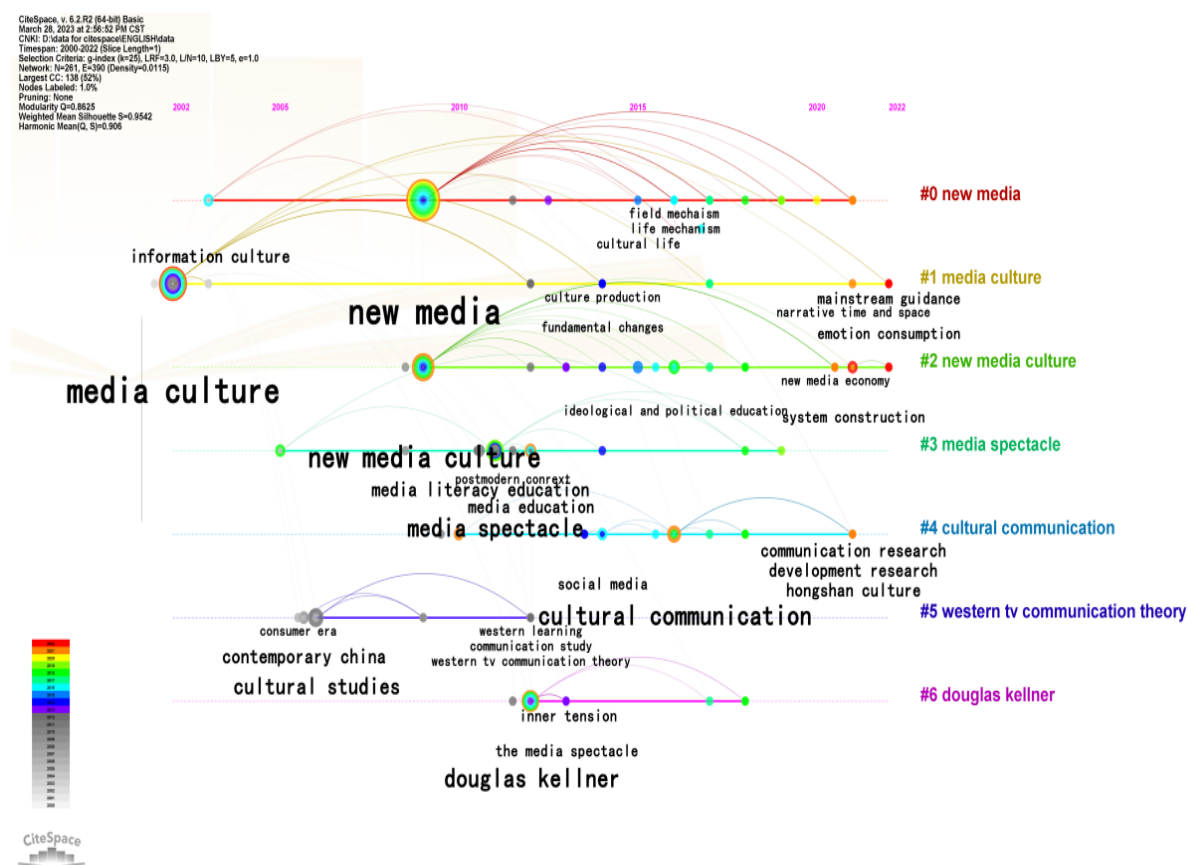 CiteSpace, v. 6.2.R2 (64-bit) Basic
March 28, 2023 at 2:56:52 PM CST
CNKI: D:\data for citespace\ENGLISH\data
Timespan: 2000-2022 (Slice Length=1)
Selection Criteria: g-index (k=25), LRF=3.0, L/N=10, LBY=5, e=1.0
Network: N=261, E=390 (Density=0.0115)
Largest CC: 138 (52%)
Nodes Labeled: 1.0%
Pruning: None
Modularity Q=0.8625
Weighted Mean Silhouette S=0.9542
Harmonic Mean(Q, S)=0.906
2002 2005 2010 2015 2020 2022
#0 new media
field mechaism
life mechanism
cultural life
information culture
#1 media culture
culture production
mainstream guidance
new media
narrative time and space
fundamental changes
emotion consumption
#2 new media culture
new media economy
media culture
ideological and political education
system construction
#3 media spectacle
new media culture
postmodern conrext
media literacy education
media education
media spectacle
#4 cultural communication
communication research
development research
hongshan culture
social media
cultural communication
#5 western tv communication theory
consumer era
western learning
communication study
contemporary china
western tv communication theory
cultural studies
#6 douglas kellner
inner tension
the media spectacle
douglas kellner
CiteSpace